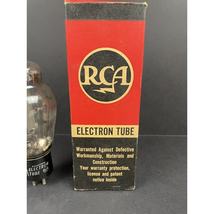 RCA
ELECTRON TUBE
Warranted Against Defective
Workmanship, Materials and
Construction
Your warranty protection,
license and patent
notice inside